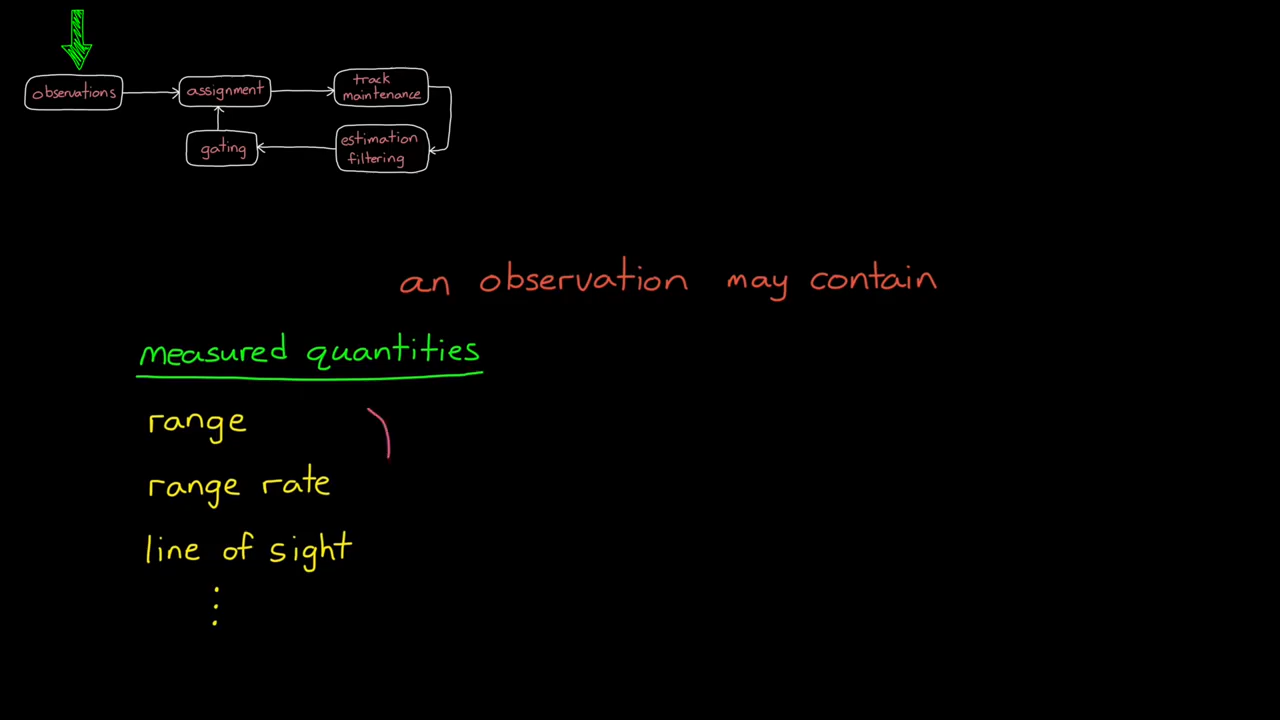 observations
assignment
track
maintenance
gating
estimation
filtering
an observation may contain
measured quantities
range
range rate
line of sight